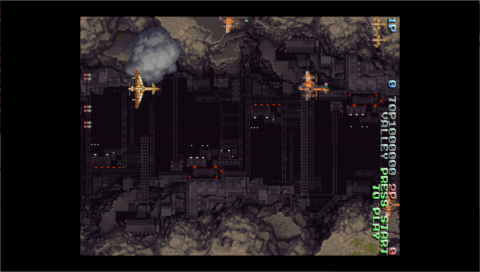 1P 0 TOP1000000 2P 0
VALLEY PRESS START
TO PLAY